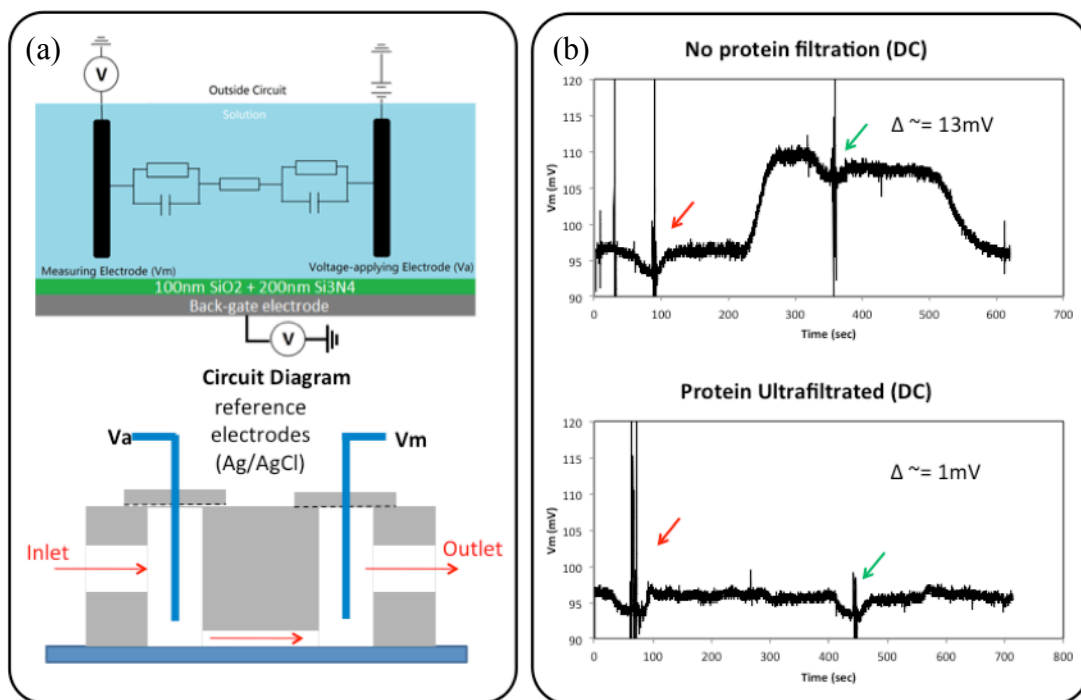 (a)
V
Outside Circuit
Solution
Measuring Electrode (Vm)
Voltage-applying Electrode (Va)
100nm SiO2 + 200nm Si3N4
Back-gate electrode
V
Circuit Diagram
reference
electrodes
(Ag/AgCl)
Va
Vm
Inlet
Outlet
(b)
No protein filtration (DC)
Δ ~= 13mV
Vm (mV)
120
115
110
105
100
95
90
0 100 200 300 400 500 600 700
Time (sec)
Protein Ultrafiltrated (DC)
Δ ~= 1mV
Vm (mV)
120
115
110
105
100
95
90
0 100 200 300 400 500 600 700 800
Time (sec)